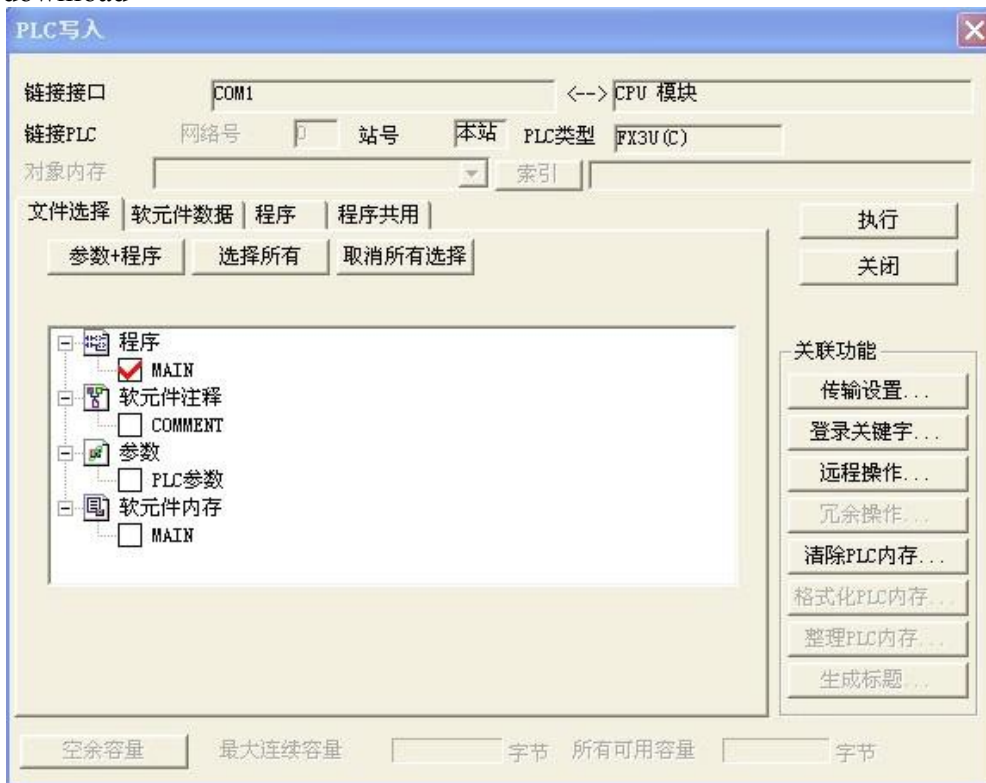 download
PLC写入
链接接口 COM1 <--> CPU 模块
链接PLC 网络号 0 站号 本站 PLC类型 FX3U(C)
对象内存 索引
文件选择 软元件数据 程序 程序共用
执行
参数+程序 选择所有 取消所有选择
关闭
程序
MAIN
软元件注释
COMMENT
参数
PLC参数
软元件内存
MAIN
关联功能
传输设置...
登录关键字...
远程操作...
冗余操作...
清除PLC内存...
格式化PLC内存...
整理PLC内存...
生成标题...
空余容量 最大连续容量 字节 所有可用容量 字节